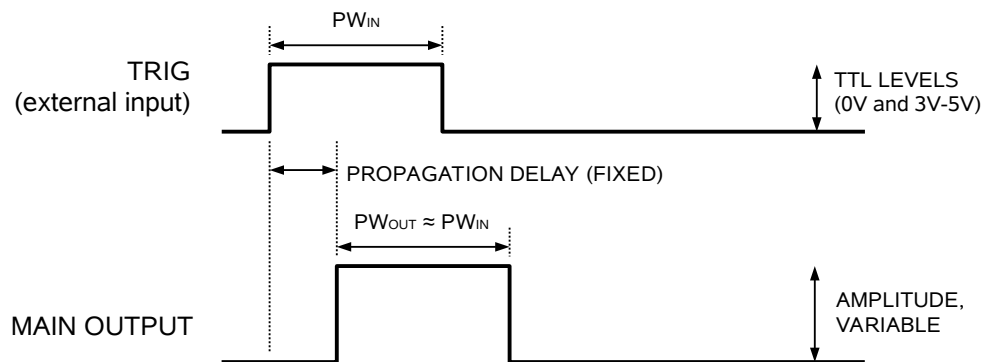 PWIN
TRIG
(external input)
TTL LEVELS
(0V and 3V-5V)
PROPAGATION DELAY (FIXED)
PWOUT ≈ PWIN
MAIN OUTPUT
AMPLITUDE,
VARIABLE